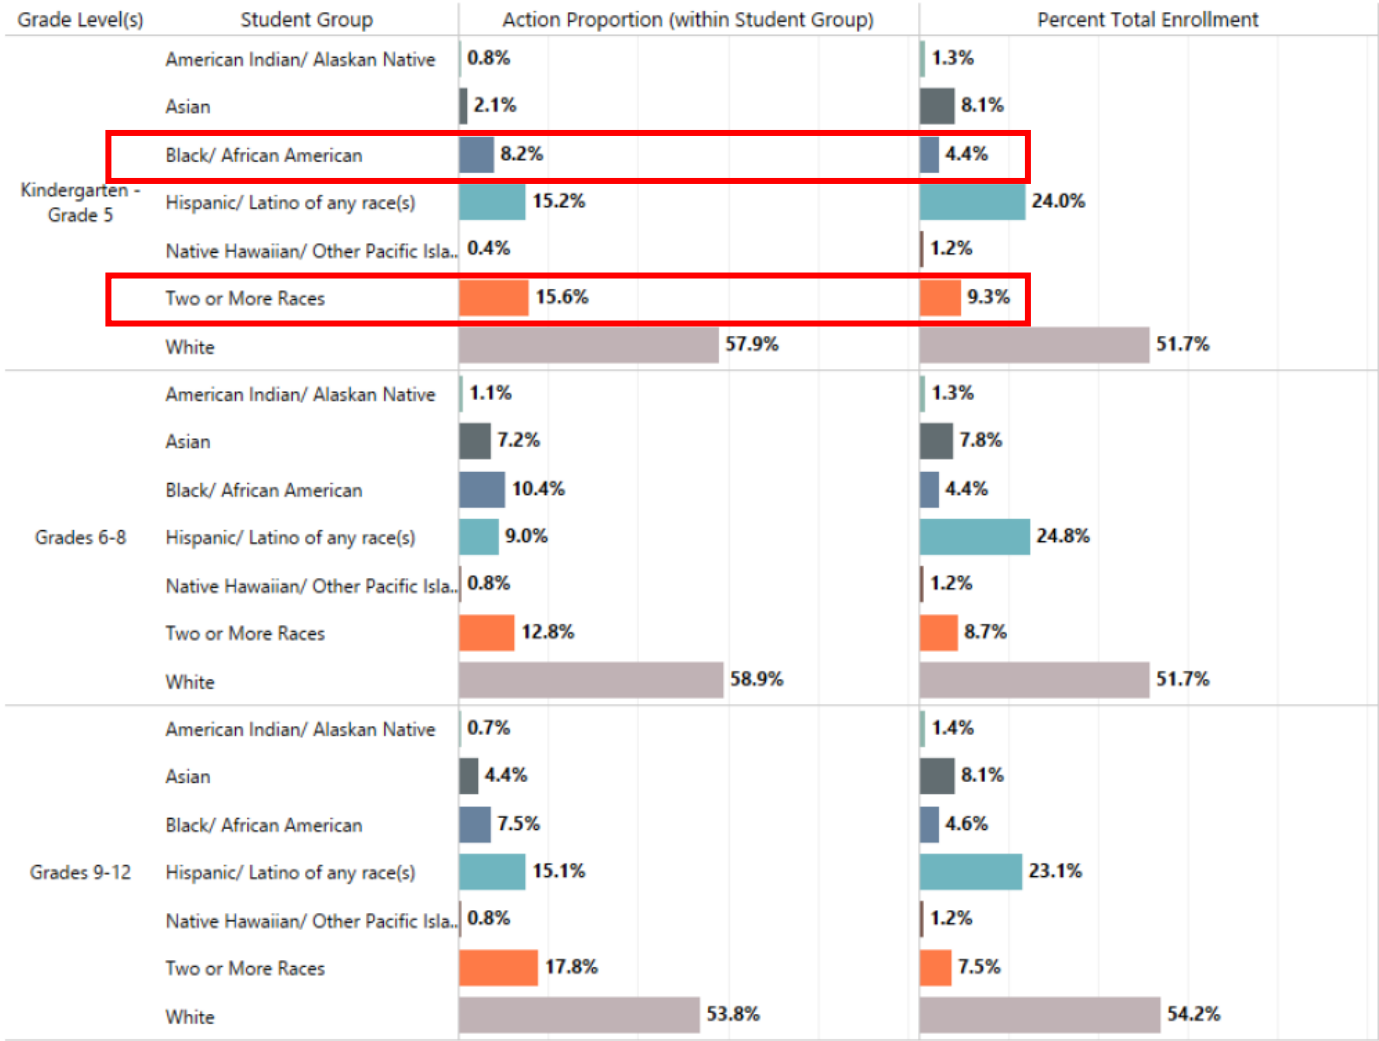 Grade Level(s) Student Group Action Proportion (within Student Group) Percent Total Enrollment
American Indian/ Alaskan Native 0.8% 1.3%
Asian 2.1% 8.1%
Black/ African American 8.2% 4.4%
Kindergarten -
Grade 5
Hispanic/ Latino of any race(s) 15.2% 24.0%
Native Hawaiian/ Other Pacific Isla.. 0.4% 1.2%
Two or More Races 15.6% 9.3%
White 57.9% 51.7%
American Indian/ Alaskan Native 1.1% 1.3%
Asian 7.2% 7.8%
Black/ African American 10.4% 4.4%
Grades 6-8 Hispanic/ Latino of any race(s) 9.0% 24.8%
Native Hawaiian/ Other Pacific Isla.. 0.8% 1.2%
Two or More Races 12.8% 8.7%
White 58.9% 51.7%
American Indian/ Alaskan Native 0.7% 1.4%
Asian 4.4% 8.1%
Black/ African American 7.5% 4.6%
Grades 9-12 Hispanic/ Latino of any race(s) 15.1% 23.1%
Native Hawaiian/ Other Pacific Isla.. 0.8% 1.2%
Two or More Races 17.8% 7.5%
White 53.8% 54.2%